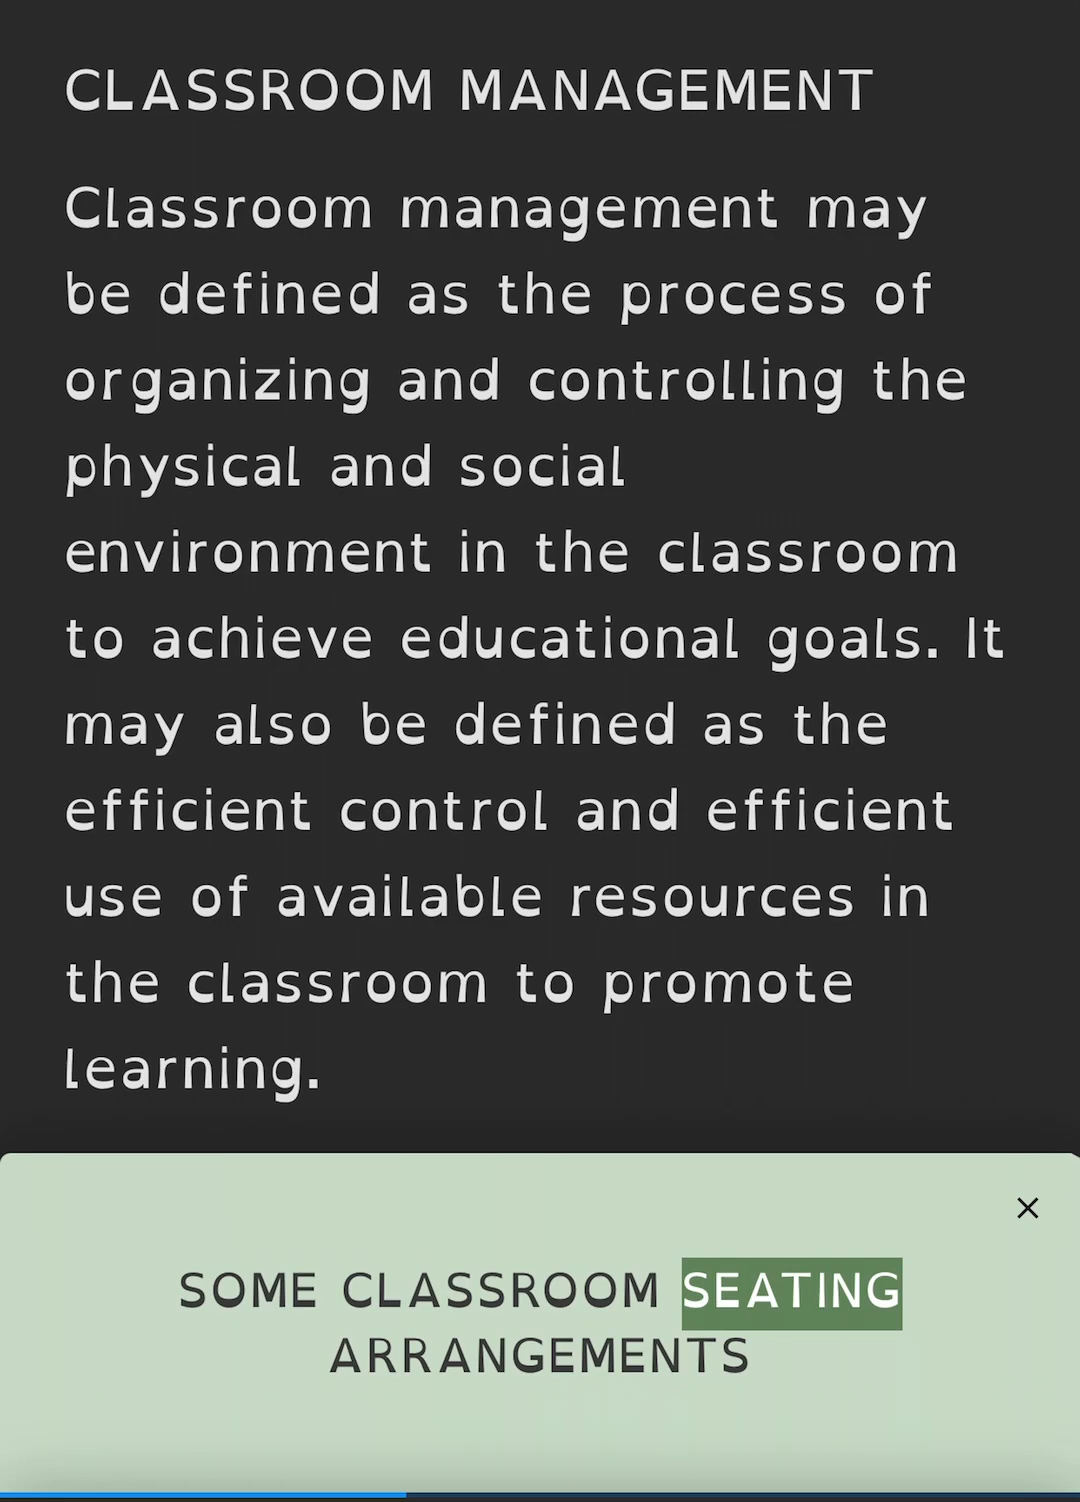 CLASSROOM MANAGEMENT
Classroom management may
be defined as the process of
organizing and controlling the
physical and social
environment in the classroom
to achieve educational goals. It
may also be defined as the
efficient control and efficient
use of available resources in
the classroom to promote
learning.
SOME CLASSROOM SEATING
ARRANGEMENTS